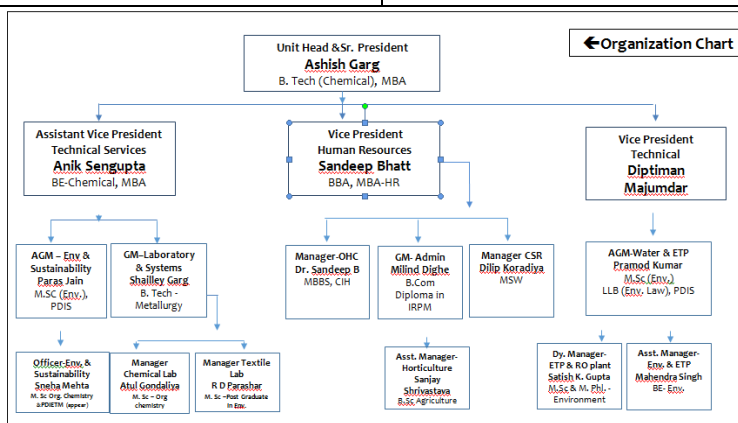 ←Organization Chart
Unit Head &Sr. President
Ashish Garg
B. Tech (Chemical), MBA
Assistant Vice President
Technical Services
Anik Sengupta
BE-Chemical, MBA
Vice President
Human Resources
Sandeep Bhatt
BBA, MBA-HR
Vice President
Technical
Diptiman
Majumdar
AGM – Env &
Sustainability
Paras Jain
M.SC (Env.),
PDIS
GM–Laboratory
& Systems
Shailley Garg
B. Tech -
Metallurgy
Manager-OHC
Dr. Sandeep B
MBBS, CIH
GM- Admin
Milind Dighe
B.Com
Diploma in
IRPM
Manager CSR
Dilip Koradiya
MSW
AGM-Water & ETP
Pramod Kumar
M.Sc (Env.)
LLB (Env. Law), PDIS
Officer-Env. &
Sustainability
Sneha Mehta
M. Sc Org. Chemistry
&PDIETM (appear)
Manager
Chemical Lab
Atul Gondaliya
M. Sc – Org
chemistry
Manager Textile
Lab
R D Parashar
M. Sc –Post Graduate
in Env.
Asst. Manager-
Horticulture
Sanjay
Shrivastava
B.Sc Agriculture
Dy. Manager-
ETP & RO plant
Satish K. Gupta
M.Sc & M. Phl. -
Environment
Asst. Manager-
Env. & ETP
Mahendra Singh
BE- Env.